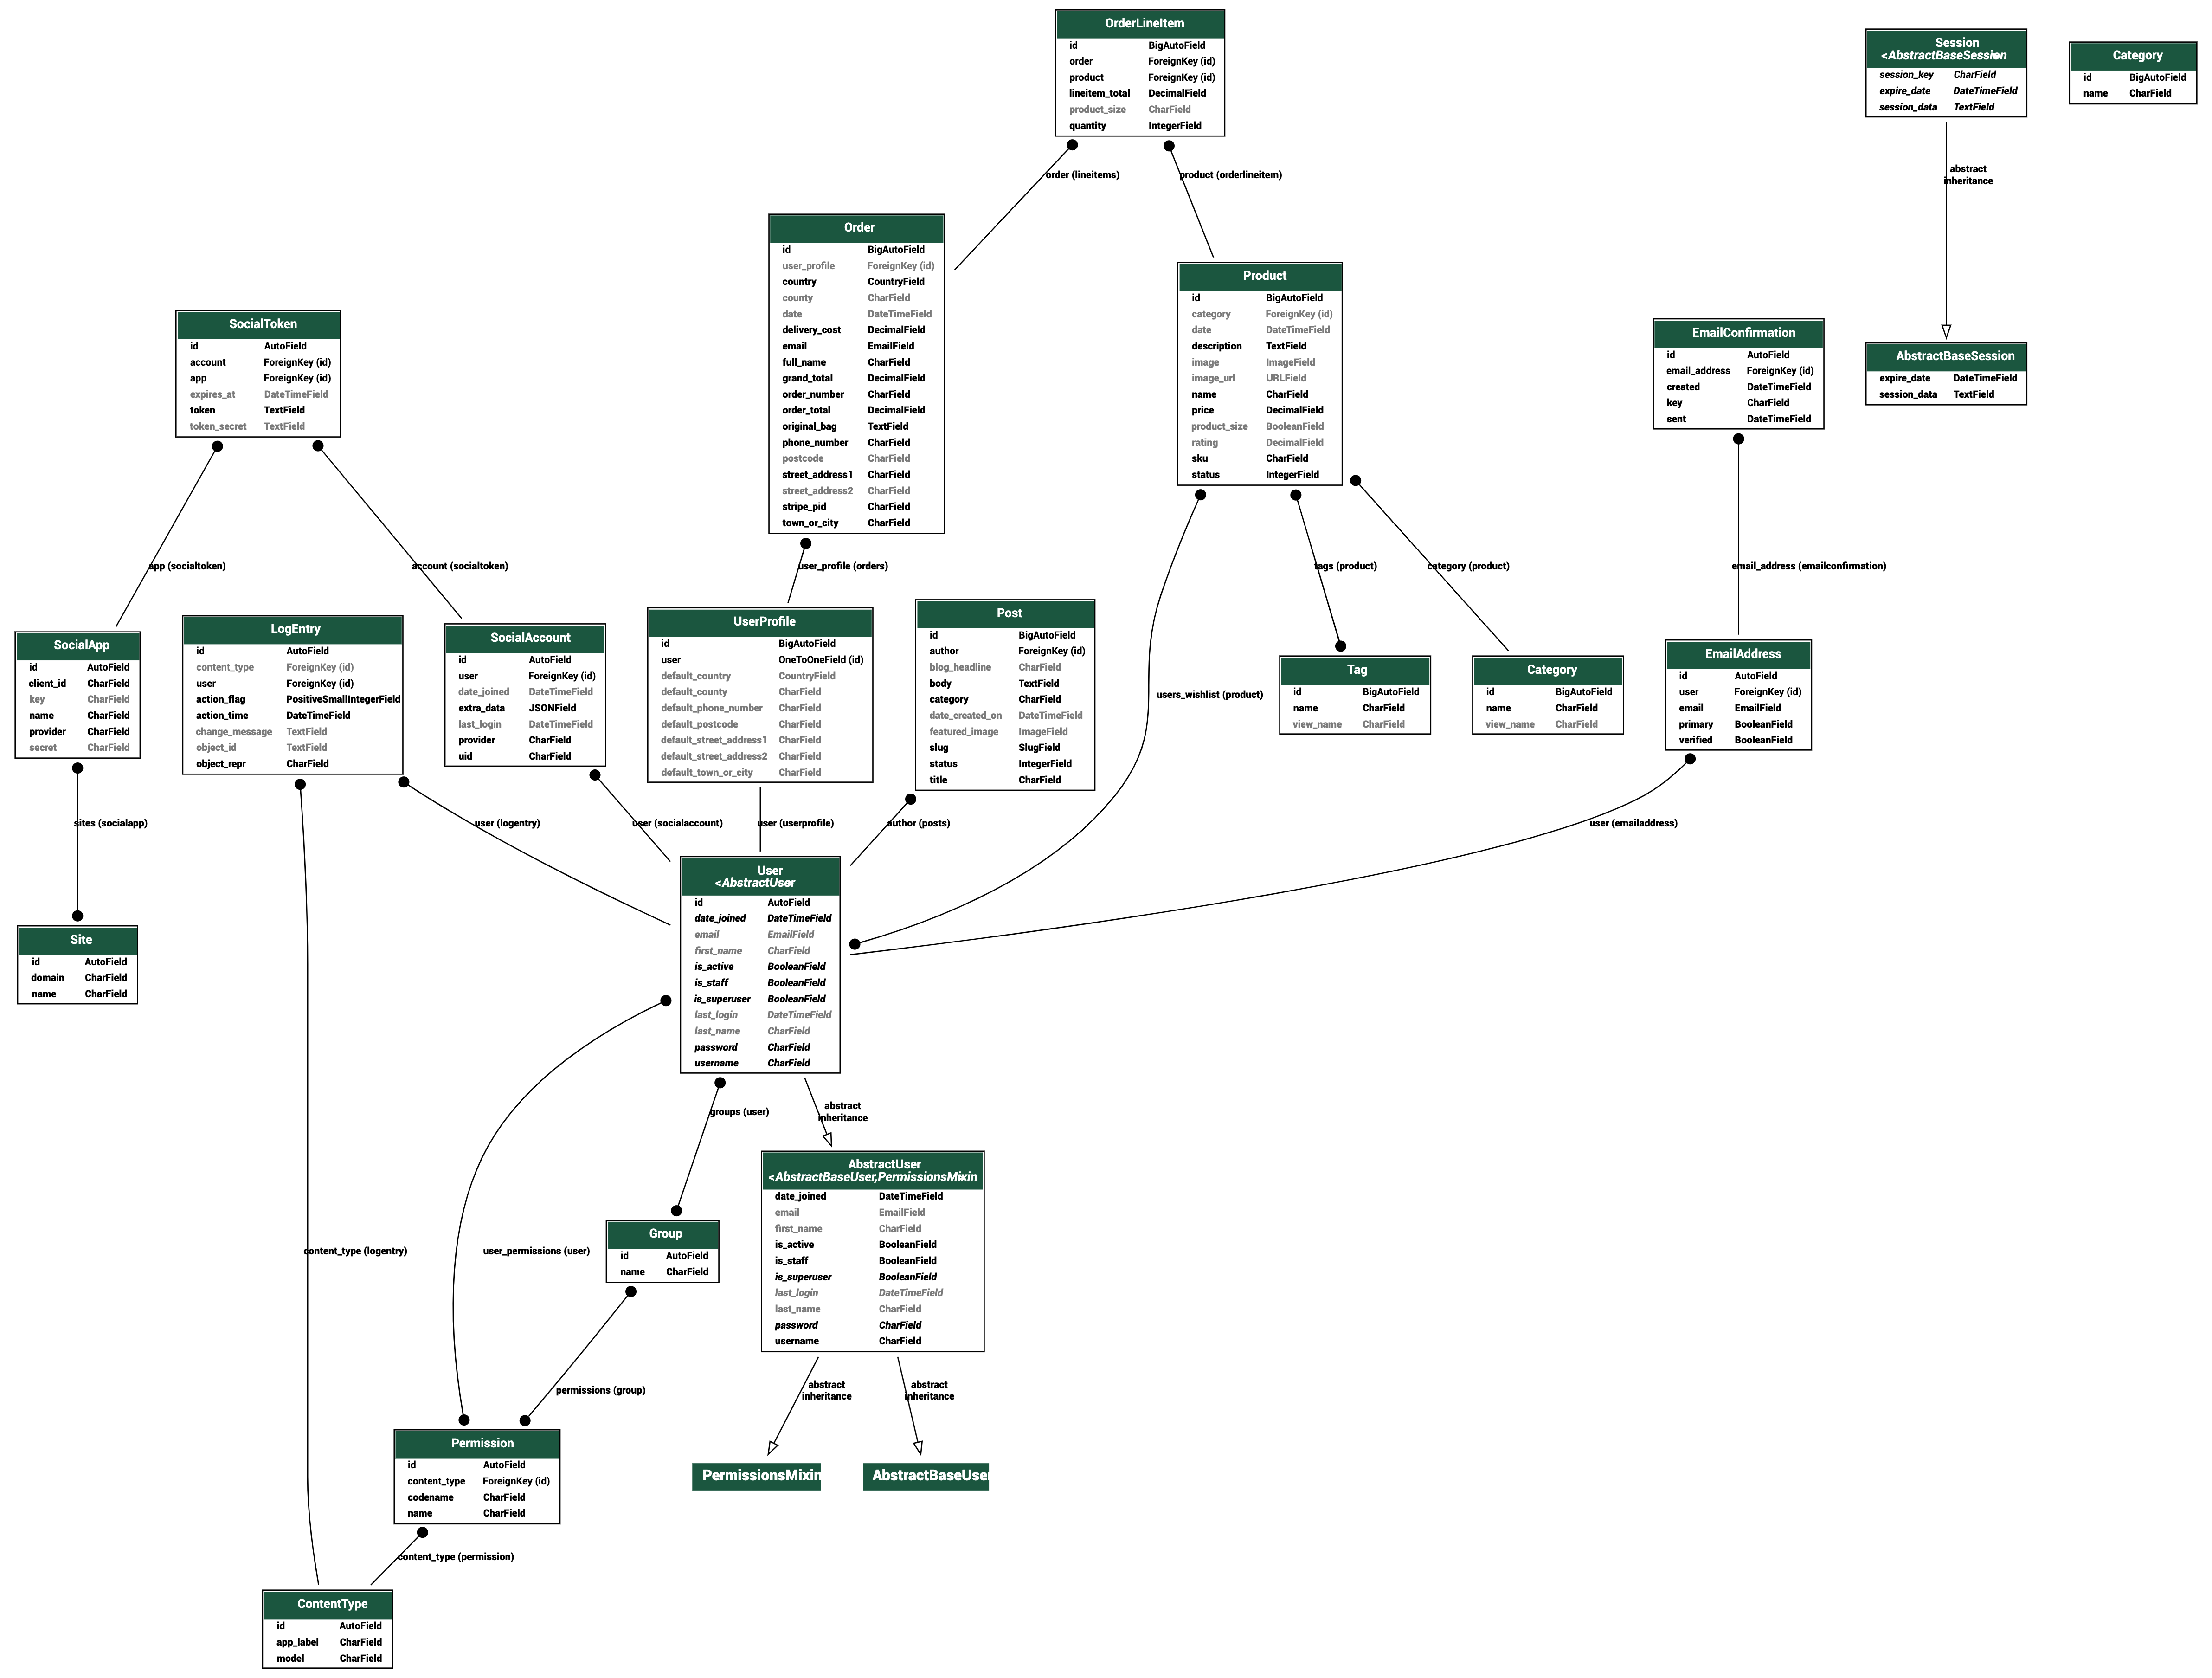 OrderLineItem
id BigAutoField
order ForeignKey (id)
product ForeignKey (id)
lineitem_total DecimalField
product_size CharField
quantity IntegerField
Session
<AbstractBaseSession>
session_key CharField
expire_date DateTimeField
session_data TextField
Category
id BigAutoField
name CharField
order (lineitems)
product (orderlineitem)
abstract
inheritance
Order
id BigAutoField
user_profile ForeignKey (id)
country CountryField
county CharField
date DateTimeField
delivery_cost DecimalField
email EmailField
full_name CharField
grand_total DecimalField
order_number CharField
order_total DecimalField
original_bag TextField
phone_number CharField
postcode CharField
street_address1 CharField
street_address2 CharField
stripe_pid CharField
town_or_city CharField
Product
id BigAutoField
category ForeignKey (id)
date DateTimeField
description TextField
image ImageField
image_url URLField
name CharField
price DecimalField
product_size BooleanField
rating DecimalField
sku CharField
status IntegerField
SocialToken
id AutoField
account ForeignKey (id)
app ForeignKey (id)
expires_at DateTimeField
token TextField
token_secret TextField
EmailConfirmation
id AutoField
email_address ForeignKey (id)
created DateTimeField
key CharField
sent DateTimeField
AbstractBaseSession
expire_date DateTimeField
session_data TextField
app (socialtoken)
account (socialtoken)
user_profile (orders)
tags (product)
category (product)
email_address (emailconfirmation)
SocialApp
id AutoField
client_id CharField
key CharField
name CharField
provider CharField
secret CharField
LogEntry
id AutoField
content_type ForeignKey (id)
user ForeignKey (id)
action_flag PositiveSmallIntegerField
action_time DateTimeField
change_message TextField
object_id TextField
object_repr CharField
SocialAccount
id AutoField
user ForeignKey (id)
date_joined DateTimeField
extra_data JSONField
last_login DateTimeField
provider CharField
uid CharField
UserProfile
id BigAutoField
user OneToOneField (id)
default_country CountryField
default_county CharField
default_phone_number CharField
default_postcode CharField
default_street_address1 CharField
default_street_address2 CharField
default_town_or_city CharField
Post
id BigAutoField
author ForeignKey (id)
blog_headline CharField
body TextField
category CharField
date_created_on DateTimeField
featured_image ImageField
slug SlugField
status IntegerField
title CharField
users_wishlist (product)
Tag
id BigAutoField
name CharField
view_name CharField
Category
id BigAutoField
name CharField
view_name CharField
EmailAddress
id AutoField
user ForeignKey (id)
email EmailField
primary BooleanField
verified BooleanField
sites (socialapp)
user (logentry)
user (socialaccount)
user (userprofile)
author (posts)
user (emailaddress)
Site
id AutoField
domain CharField
name CharField
User
<AbstractUser>
id AutoField
date_joined DateTimeField
email EmailField
first_name CharField
is_active BooleanField
is_staff BooleanField
is_superuser BooleanField
last_login DateTimeField
last_name CharField
password CharField
username CharField
groups (user)
abstract
inheritance
AbstractUser
<AbstractBaseUser,PermissionsMixin>
date_joined DateTimeField
email EmailField
first_name CharField
is_active BooleanField
is_staff BooleanField
is_superuser BooleanField
last_login DateTimeField
last_name CharField
password CharField
username CharField
content_type (logentry)
user_permissions (user)
Group
id AutoField
name CharField
permissions (group)
abstract
inheritance
abstract
inheritance
Permission
id AutoField
content_type ForeignKey (id)
codename CharField
name CharField
PermissionsMixin
AbstractBaseUser
content_type (permission)
ContentType
id AutoField
app_label CharField
model CharField